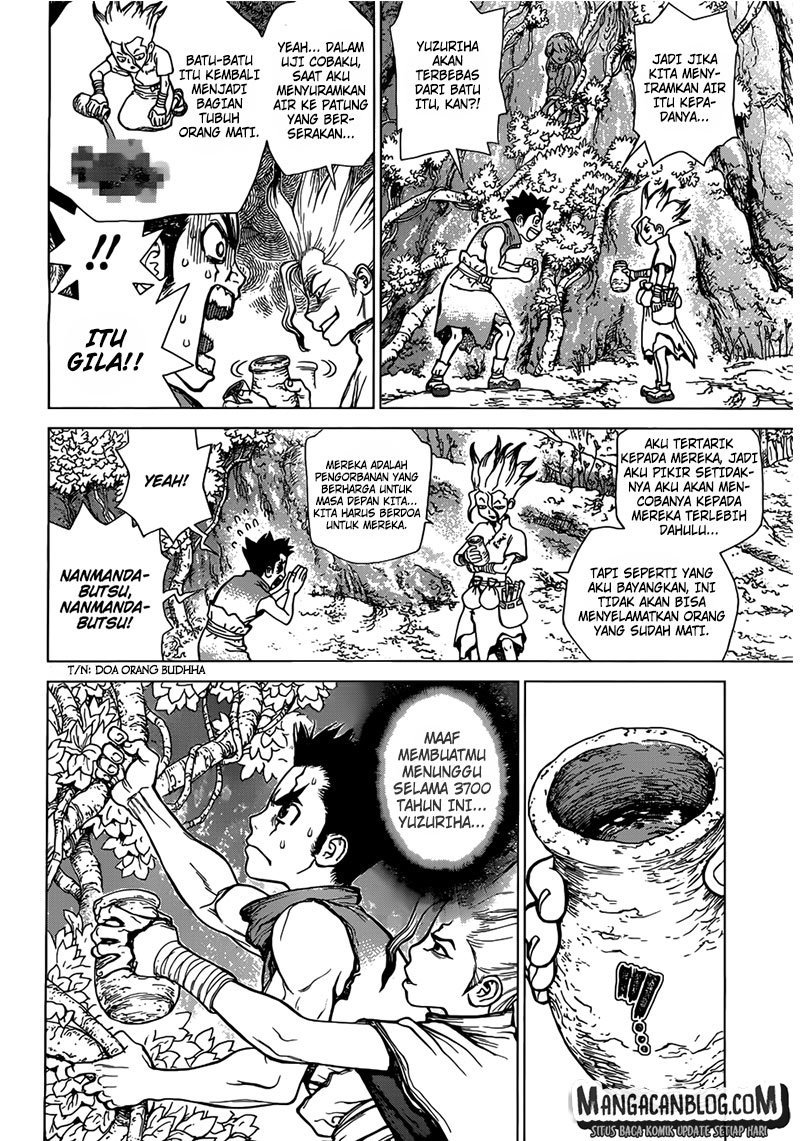 JADI JIKA
KITA MENY-
IRAMKAN AIR
ITU KEPA-
DANYA...
YUZURIHA
AKAN
TERBEBAS
DARI BATU
ITU, KAN?!
YEAH... DALAM
UJI COBAKU,
SAAT AKU
MENYURAMKAN
AIR KE PATUNG
YANG BER-
SERAKAN...
BATU-BATU
ITU KEMBALI
MENJADI
BAGIAN
TUBUH
ORANG MATI.
!!
ITU
GILA!!
AKU TERTARIK
KEPADA MEREKA, JADI
AKU PIKIR SETIDAK-
NYA AKU AKAN MEN-
COBANYA KEPADA
MEREKA TERLEBIH
DAHULU...
TAPI SEPERTI YANG
AKU BAYANGKAN, INI
TIDAK AKAN BISA
MENYELAMATKAN ORANG
YANG SUDAH MATI.
MEREKA ADALAH
PENGORBANAN YANG
BERHARGA UNTUK
MASA DEPAN KITA...
KITA HARUS BERDOA
UNTUK MEREKA.
YEAH!
NANMANDA-
BUTSU,
NANMANDA-
BUTSU!
T/N: DOA ORANG BUDHHA
MAAF
MEMBUATMU
MENUNGGU
SELAMA 3700
TAHUN INI...
YUZURIHA...
MANGACANBLOG.COM
SITUS BACA KOMIK UPDATE SETIAP HARI